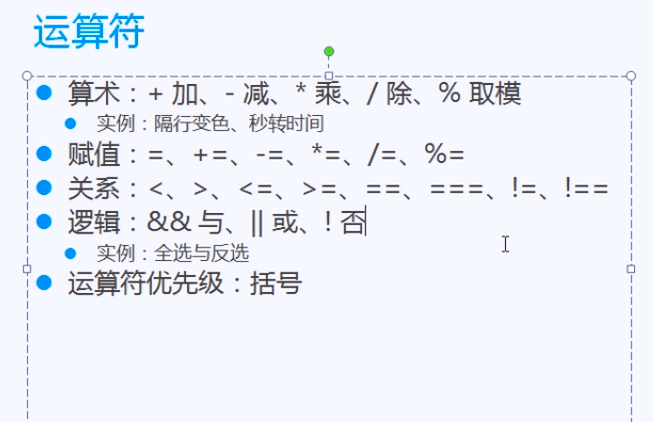 运算符
算术：+ 加、- 减、* 乘、/ 除、% 取模
实例：隔行变色、秒转时间
赋值：=、+=、-=、*=、/=、%=
关系：<、>、<=、>=、==、===、!=、!==
逻辑：&& 与、|| 或、! 否
实例：全选与反选
运算符优先级：括号